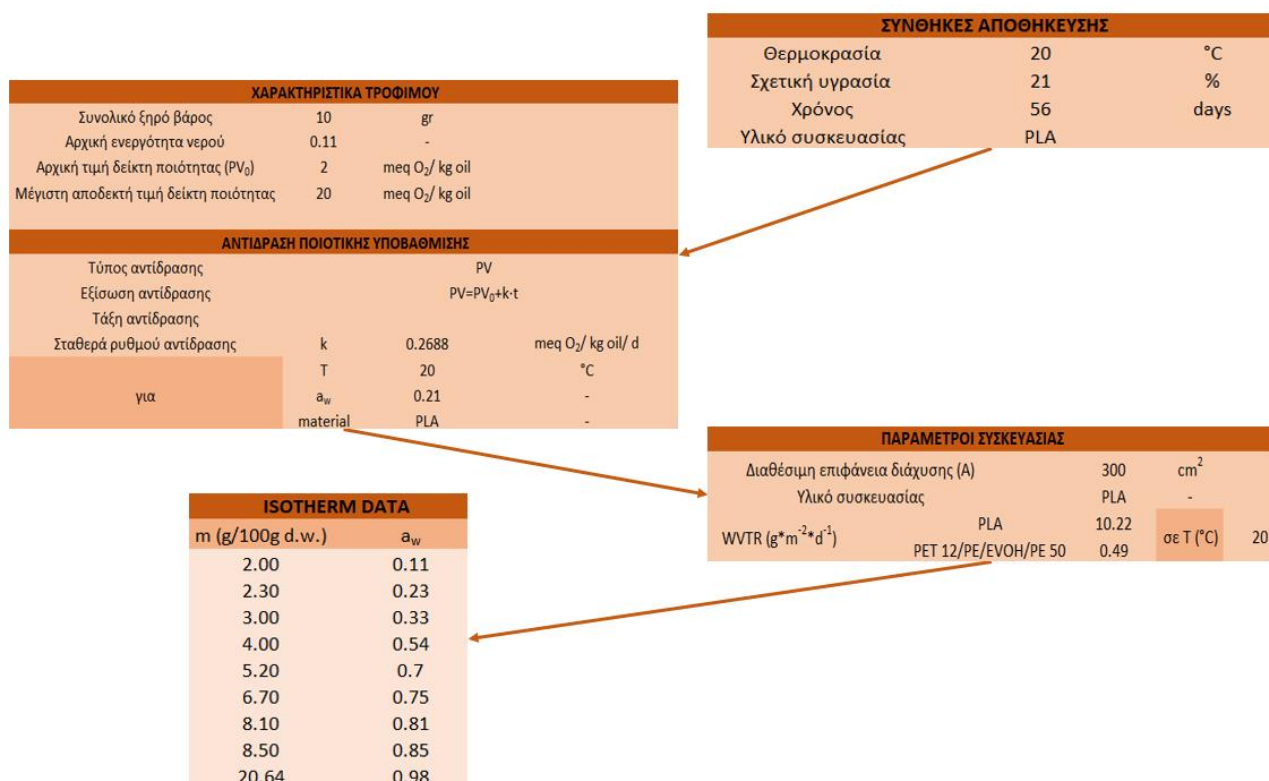 ΣΥΝΘΗΚΕΣ ΑΠΟΘΗΚΕΥΣΗΣ
Θερμοκρασία 20 °C
Σχετική υγρασία 21 %
Χρόνος 56 days
Υλικό συσκευασίας PLA
ΧΑΡΑΚΤΗΡΙΣΤΙΚΑ ΤΡΟΦΙΜΟΥ
Συνολικό ξηρό βάρος 10 gr
Αρχική ενεργότητα νερού 0.11 -
Αρχική τιμή δείκτη ποιότητας (PV₀) 2 meq O₂/ kg oil
Μέγιστη αποδεκτή τιμή δείκτη ποιότητας 20 meq O₂/ kg oil
ΑΝΤΙΔΡΑΣΗ ΠΟΙΟΤΙΚΗΣ ΥΠΟΒΑΘΜΙΣΗΣ
Τύπος αντίδρασης PV
Εξίσωση αντίδρασης PV=PV₀+k·t
Τάξη αντίδρασης
Σταθερά ρυθμού αντίδρασης k 0.2688 meq O₂/ kg oil/ d
T 20 °C
για a_w 0.21 -
material PLA -
ΠΑΡΑΜΕΤΡΟΙ ΣΥΣΚΕΥΑΣΙΑΣ
Διαθέσιμη επιφάνεια διάχυσης (A) 300 cm²
Υλικό συσκευασίας PLA -
WVTR (g*m⁻²*d⁻¹) PLA 10.22 σε T (°C) 20
PET 12/PE/EVOH/PE 50 0.49
ISOTHERM DATA
m (g/100g d.w.) a_w
2.00 0.11
2.30 0.23
3.00 0.33
4.00 0.54
5.20 0.7
6.70 0.75
8.10 0.81
8.50 0.85
20.64 0.98